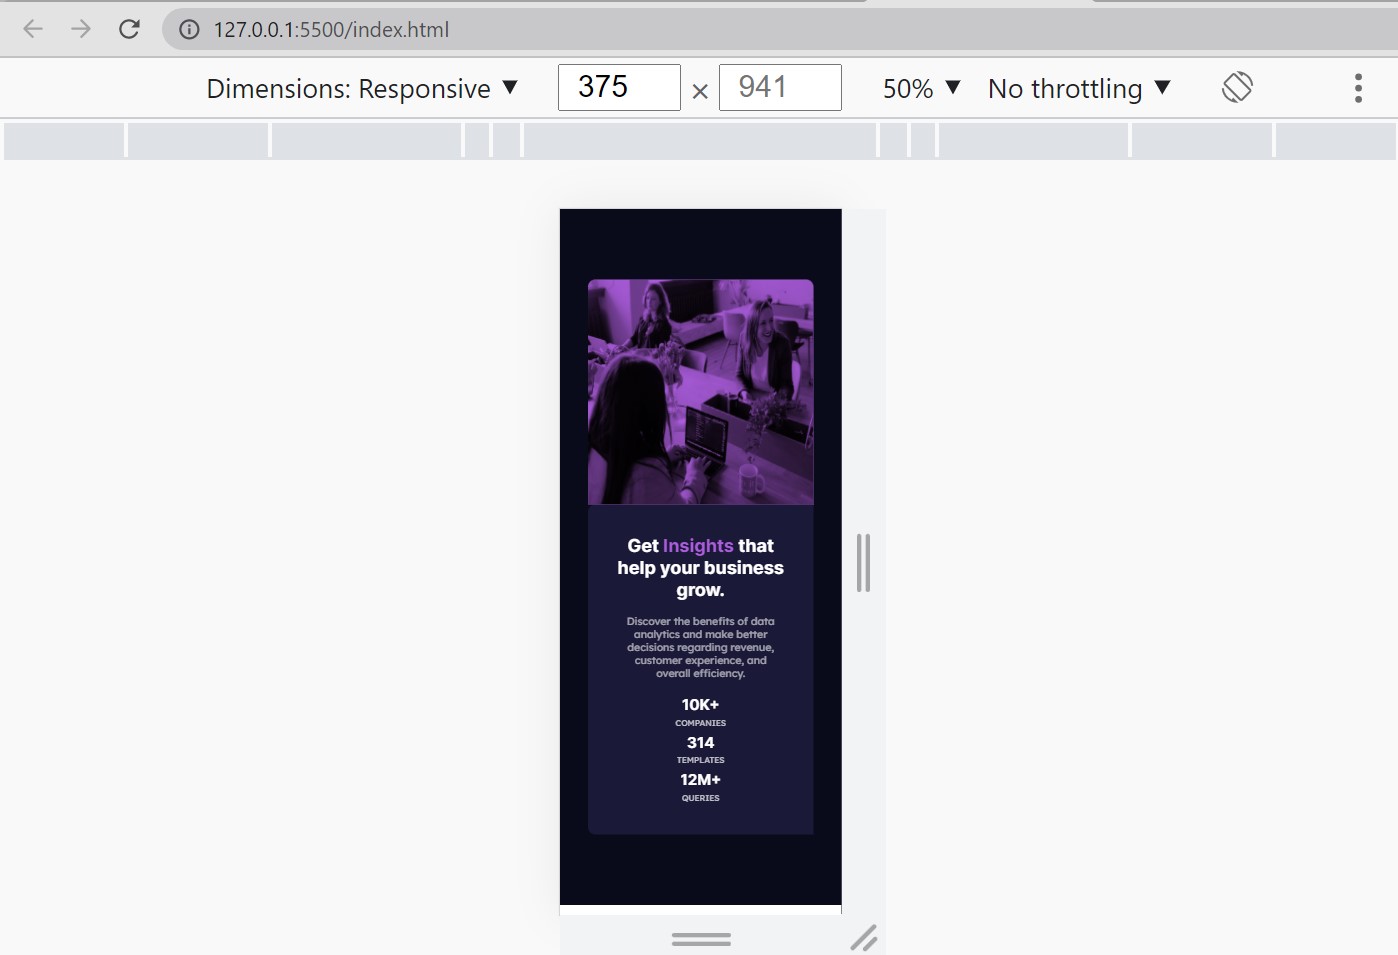 127.0.0.1:5500/index.html
Dimensions: Responsive ▼ 375 × 941 50% ▼ No throttling ▼
Get Insights that
help your business
grow.
Discover the benefits of data
analytics and make better
decisions regarding revenue,
customer experience, and
overall efficiency.
10K+
COMPANIES
314
TEMPLATES
12M+
QUERIES